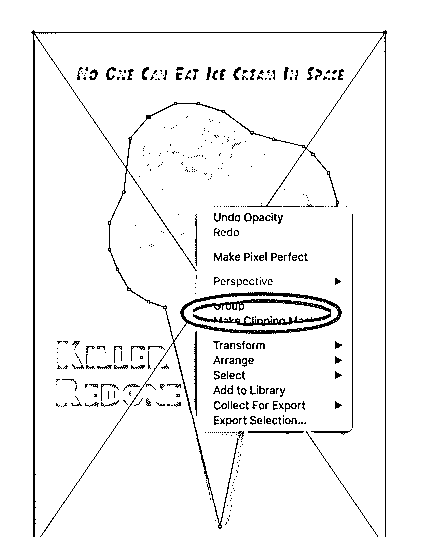 No One Can Eat Ice Cream In Space
Undo Opacity
Redo
Make Pixel Perfect
Perspective
Group
Make Clipping Mask
Transform
Arrange
Select
Add to Library
Collect For Export
Export Selection...
Killer
Redone